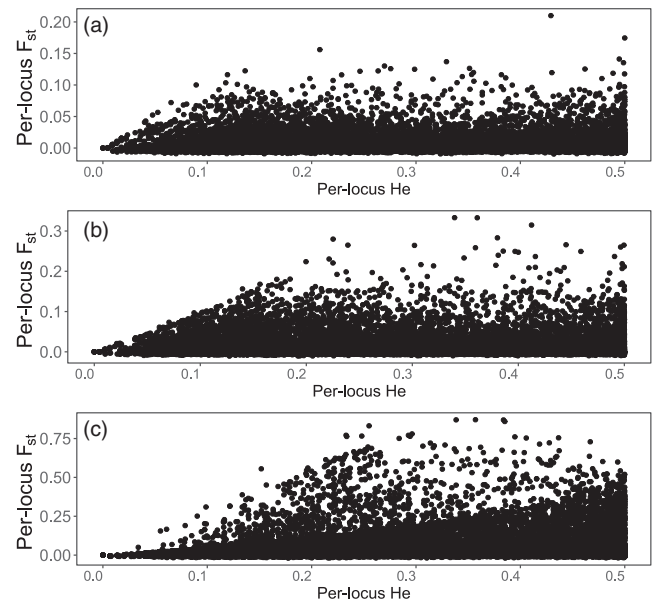 (a)
Per-locus Fst
0.20
0.15
0.10
0.05
0.00
0.0 0.1 0.2 0.3 0.4 0.5
Per-locus He
(b)
Per-locus Fst
0.3
0.2
0.1
0.0
0.0 0.1 0.2 0.3 0.4 0.5
Per-locus He
(c)
Per-locus Fst
0.75
0.50
0.25
0.00
0.0 0.1 0.2 0.3 0.4 0.5
Per-locus He